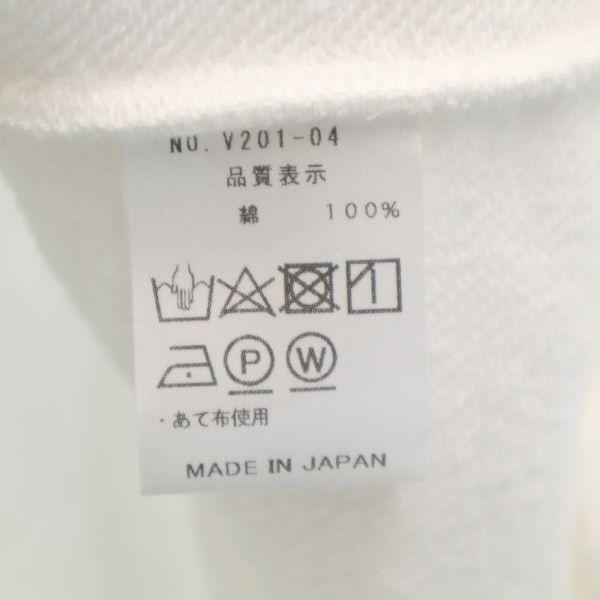 NO. V201-04
品質表示
綿 100%
P W
・あて布使用
MADE IN JAPAN